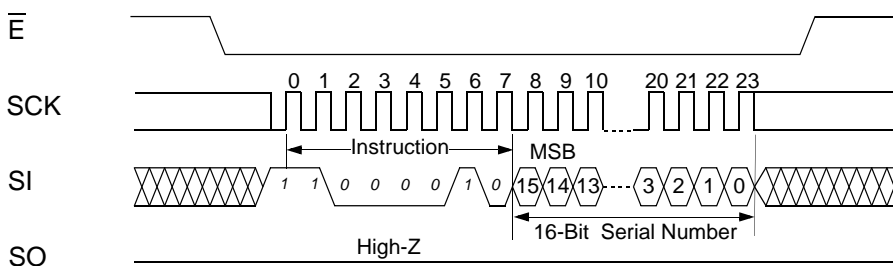 E
0 1 2 3 4 5 6 7 8 9 10 20 21 22 23
SCK
Instruction MSB
SI 1 1 0 0 0 0 1 0 15 14 13 3 2 1 0
16-Bit Serial Number
High-Z
SO